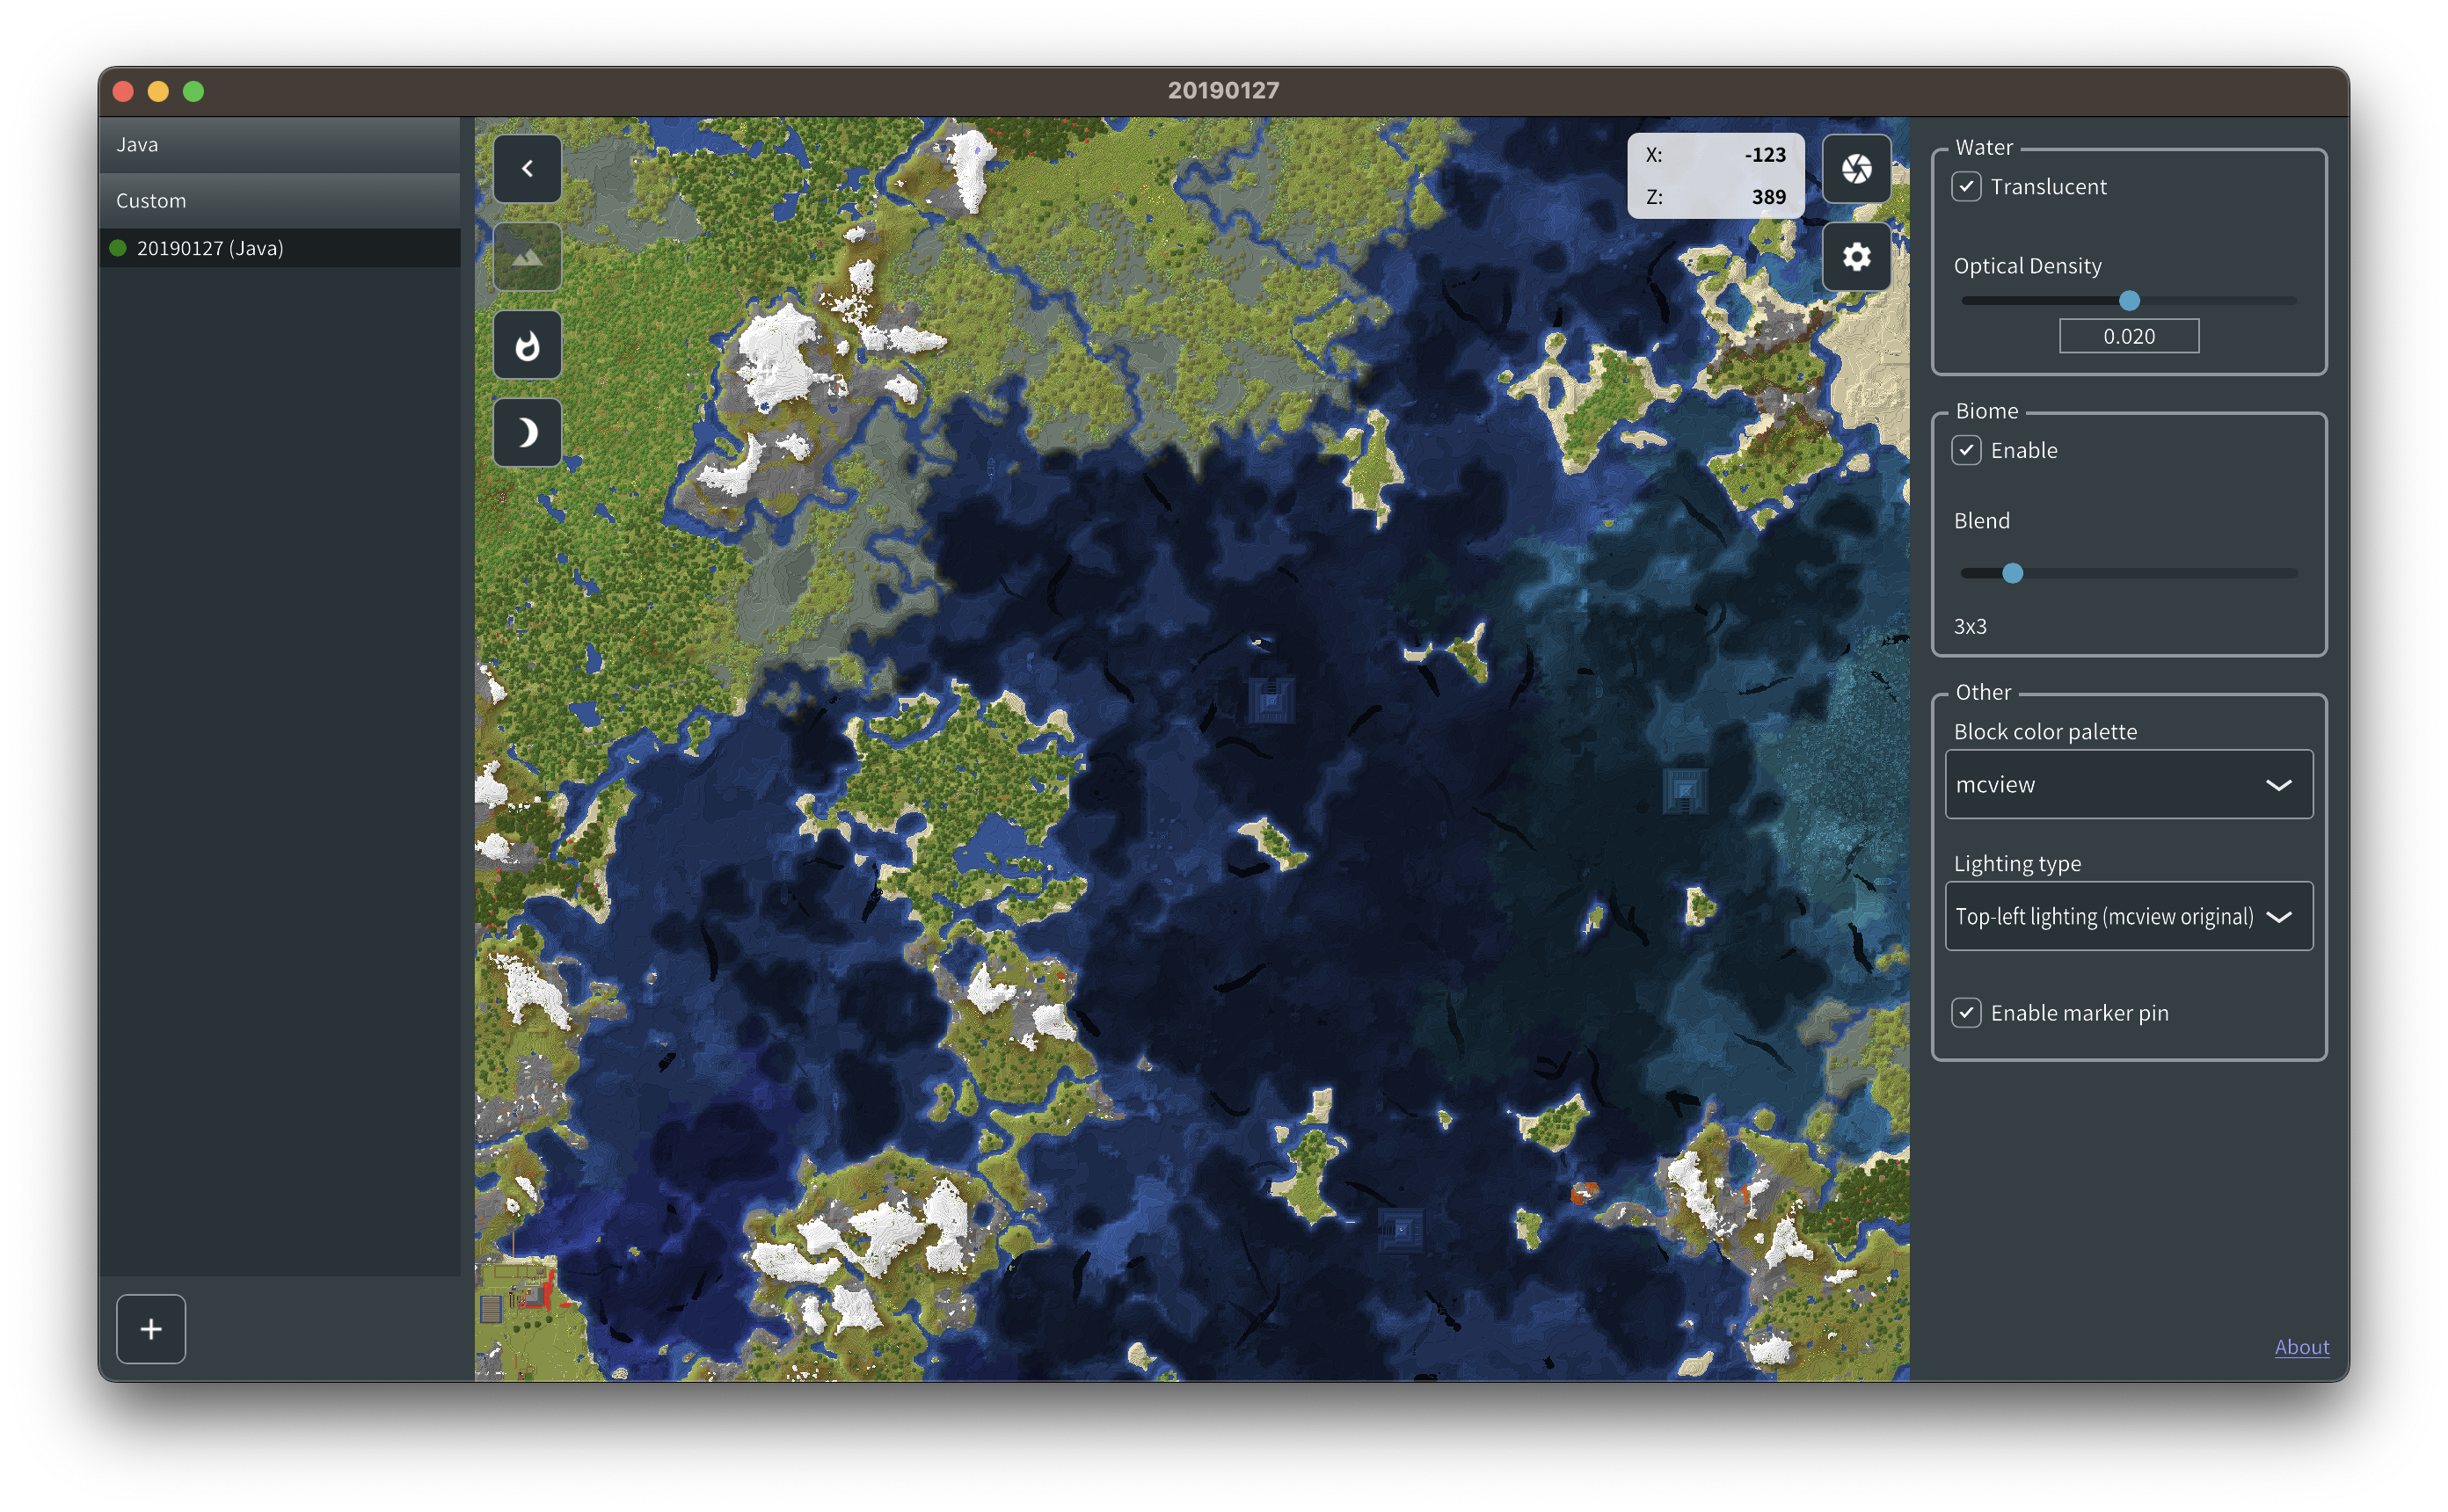 20190127
Java
Custom
20190127 (Java)
X: -123
Z: 389
Water
Translucent
Optical Density
0.020
Biome
Enable
Blend
3x3
Other
Block color palette
mcview
Lighting type
Top-left lighting (mcview original)
Enable marker pin
About